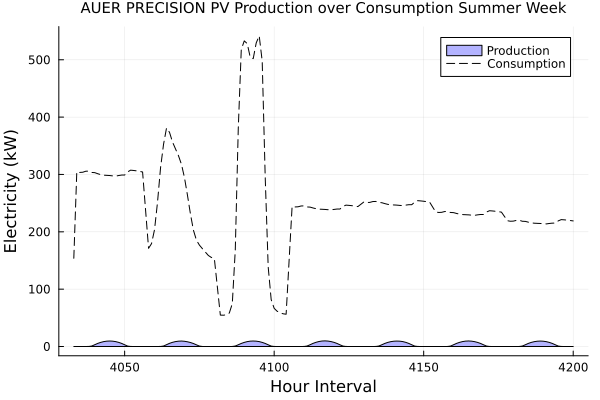 AUER PRECISION PV Production over Consumption Summer Week
Production
Consumption
500
400
300
200
100
0
Electricity (kW)
4050
4100
4150
4200
Hour Interval